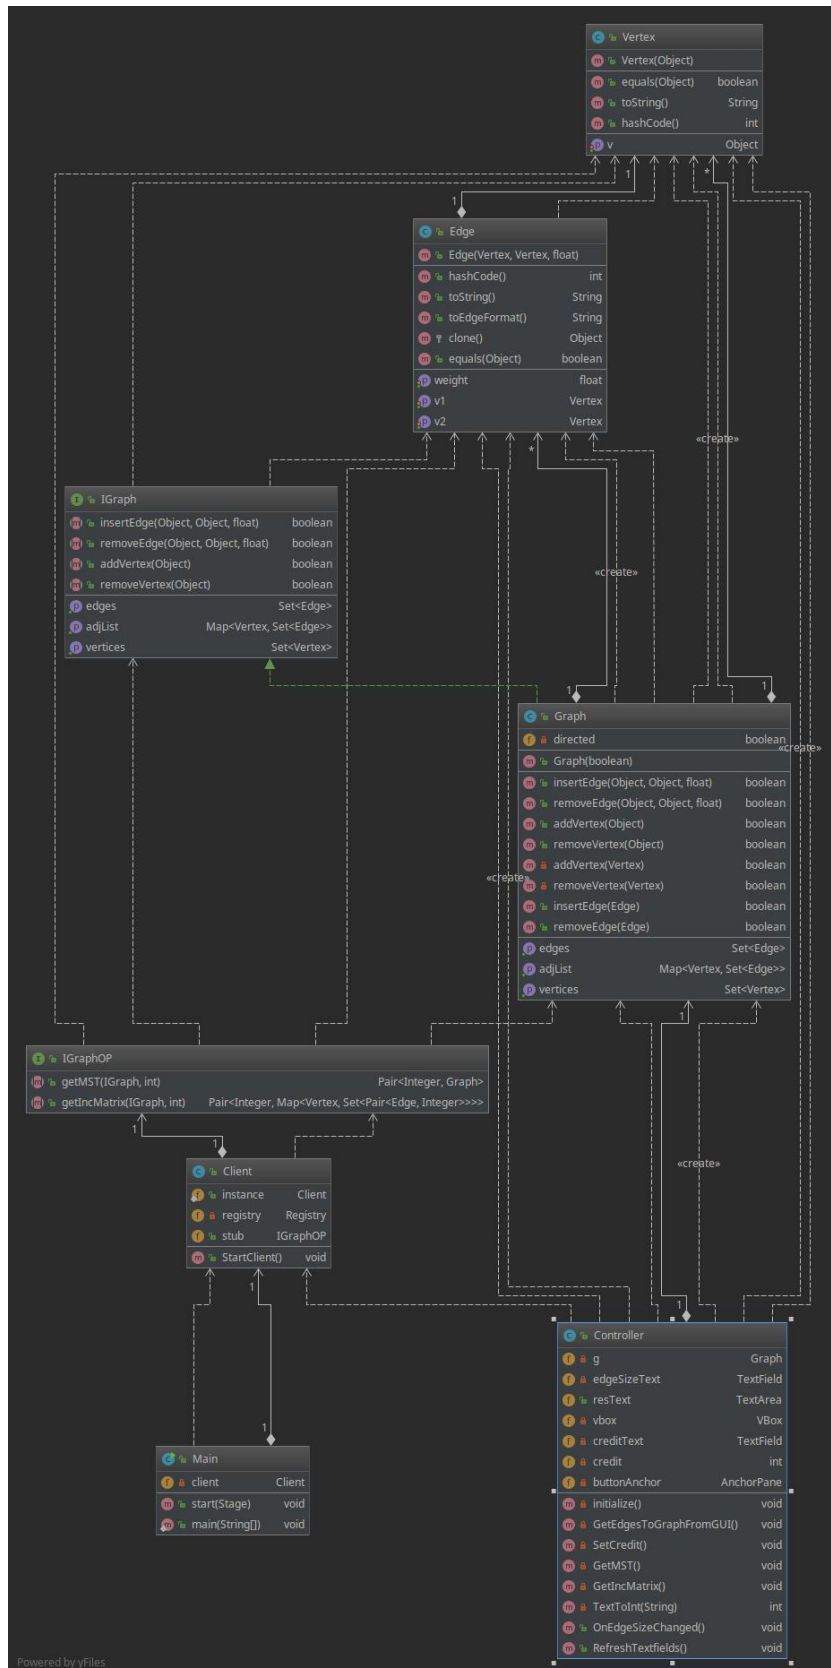 Vertex
Vertex(Object)
equals(Object) boolean
toString() String
hashCode() int
v Object
1
*
1
Edge
Edge(Vertex, Vertex, float)
hashCode() int
toString() String
toEdgeFormat() String
clone() Object
equals(Object) boolean
weight float
v1 Vertex
v2 Vertex
«create»
*
IGraph
insertEdge(Object, Object, float) boolean
removeEdge(Object, Object, float) boolean
addVertex(Object) boolean
removeVertex(Object) boolean
edges Set<Edge>
adjList Map<Vertex, Set<Edge>>
vertices Set<Vertex>
«create»
1
1
Graph
directed boolean
«create»
Graph(boolean)
insertEdge(Object, Object, float) boolean
removeEdge(Object, Object, float) boolean
addVertex(Object) boolean
removeVertex(Object) boolean
addVertex(Vertex) boolean
«create»
removeVertex(Vertex) boolean
insertEdge(Edge) boolean
removeEdge(Edge) boolean
edges Set<Edge>
adjList Map<Vertex, Set<Edge>>
vertices Set<Vertex>
1
IGraphOP
getMST(IGraph, int) Pair<Integer, Graph>
getIncMatrix(IGraph, int) Pair<Integer, Map<Vertex, Set<Pair<Edge, Integer>>>>
1
1
«create»
Client
instance Client
registry Registry
stub IGraphOP
StartClient() void
1
1
Controller
g Graph
edgeSizeText TextField
resText TextArea
vbox VBox
creditText TextField
credit int
buttonAnchor AnchorPane
initialize() void
GetEdgesToGraphFromGUI() void
SetCredit() void
GetMST() void
GetIncMatrix() void
TextToInt(String) int
OnEdgeSizeChanged() void
RefreshTextfields() void
1
Main
client Client
start(Stage) void
main(String[]) void
Powered by yFiles